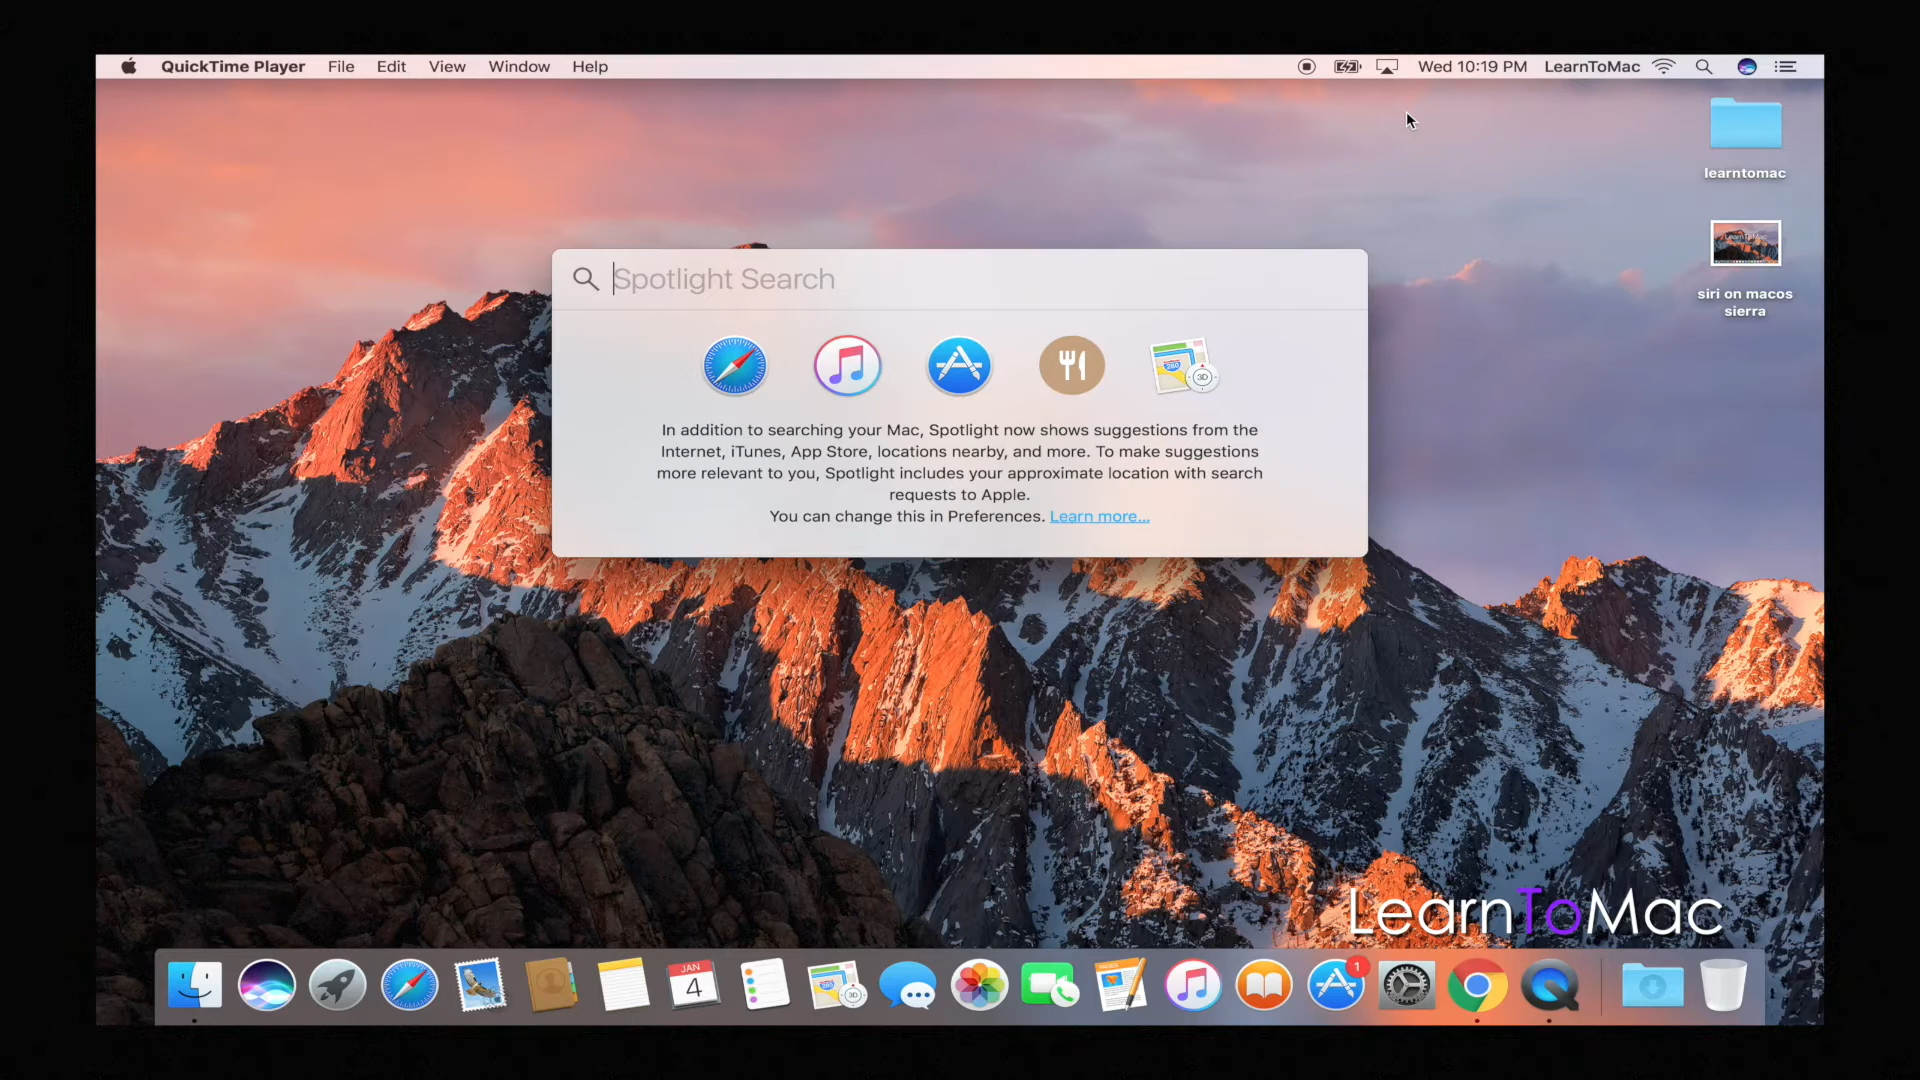 QuickTime Player File Edit View Window Help Wed 10:19 PM LearnToMac
learntomac
siri on macos
sierra
Spotlight Search
In addition to searching your Mac, Spotlight now shows suggestions from the
Internet, iTunes, App Store, locations nearby, and more. To make suggestions
more relevant to you, Spotlight includes your approximate location with search
requests to Apple.
You can change this in Preferences. Learn more...
280
3D
LearnToMac
JAN
4
3D
1